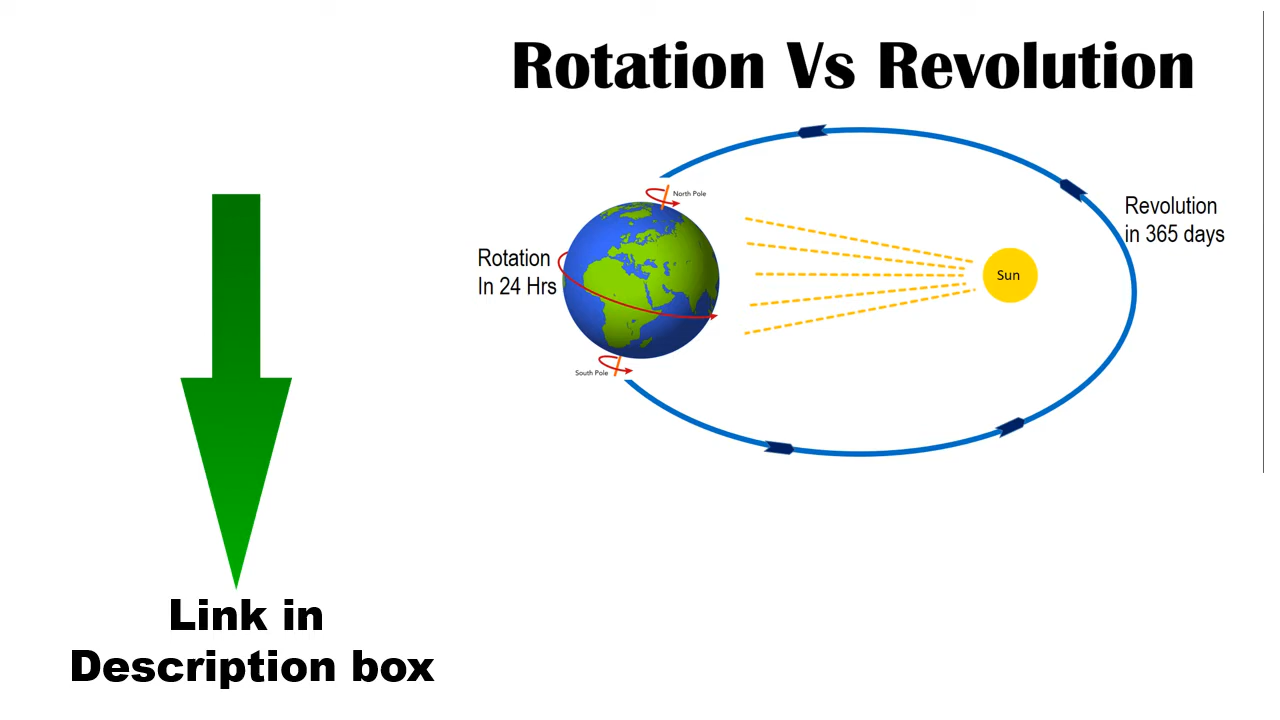 Rotation Vs Revolution
North Pole
Revolution
in 365 days
Rotation
In 24 Hrs
Sun
South Pole
Link in
Description box